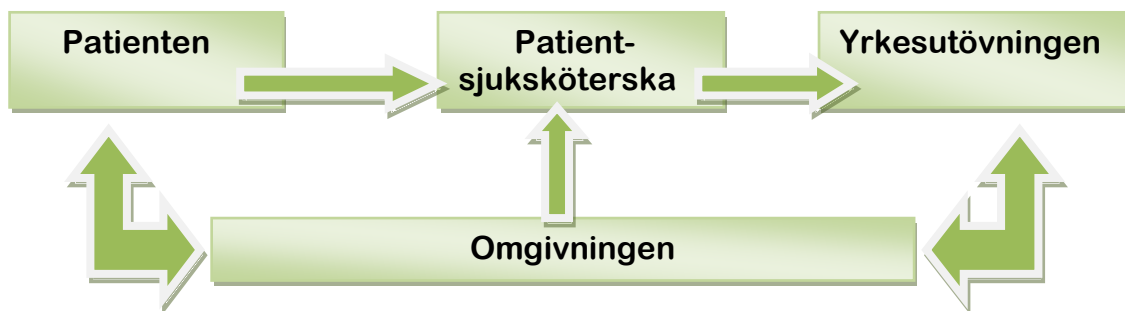 Patienten
Patient-
sjuksköterska
Yrkesutövningen
Omgivningen